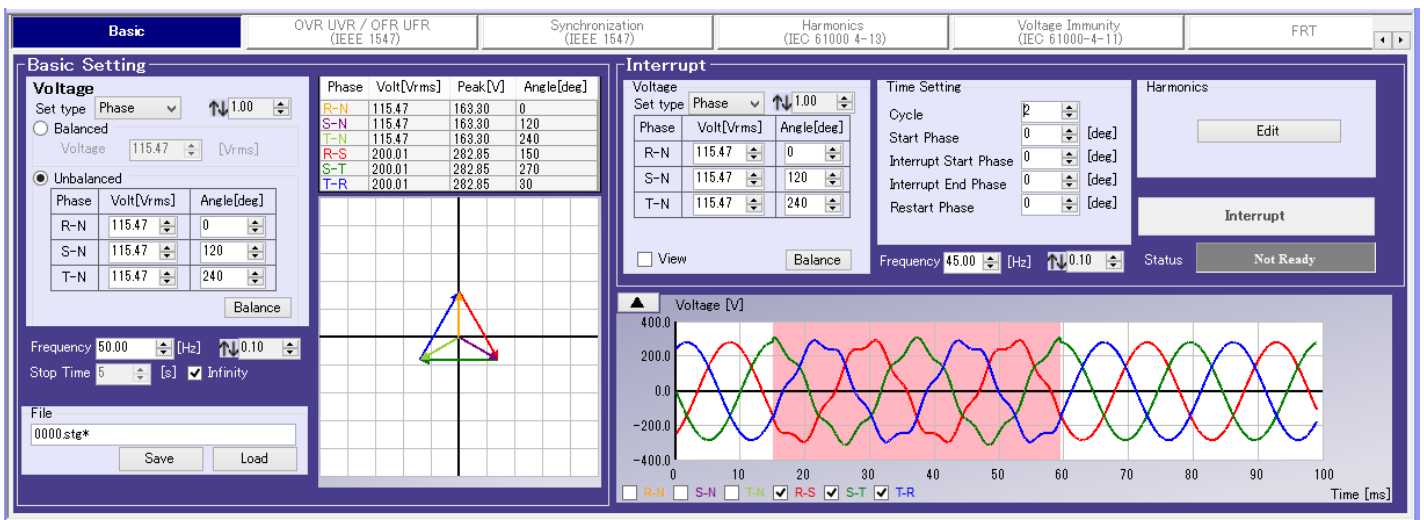 Basic
OVR UVR / OFR UFR
(IEEE 1547)
Synchronization
(IEEE 1547)
Harmonics
(IEC 61000 4-13)
Voltage Immunity
(IEC 61000-4-11)
FRT
Basic Setting
Voltage
Set type Phase 1.00
Balanced
Voltage 115.47 [Vrms]
Unbalanced
Phase Volt[Vrms] Angle[deg]
R-N 115.47 0
S-N 115.47 120
T-N 115.47 240
Balance
Frequency 50.00 [Hz] 0.10
Stop Time 5 [s] Infinity
File
0000.stg*
Save Load
Phase Volt[Vrms] Peak[V] Angle[deg]
R-N 115.47 163.30 0
S-N 115.47 163.30 120
T-N 115.47 163.30 240
R-S 200.01 282.85 150
S-T 200.01 282.85 270
T-R 200.01 282.85 30
Interrupt
Voltage
Set type Phase 1.00
Phase Volt[Vrms] Angle[deg]
R-N 115.47 0
S-N 115.47 120
T-N 115.47 240
View Balance
Time Setting
Cycle 2
Start Phase 0 [deg]
Interrupt Start Phase 0 [deg]
Interrupt End Phase 0 [deg]
Restart Phase 0 [deg]
Frequency 45.00 [Hz] 0.10
Harmonics
Edit
Interrupt
Status Not Ready
Voltage [V]
400.0
200.0
0.0
-200.0
-400.0
0 10 20 30 40 50 60 70 80 90 100
R-N S-N T-N R-S S-T T-R
Time [ms]